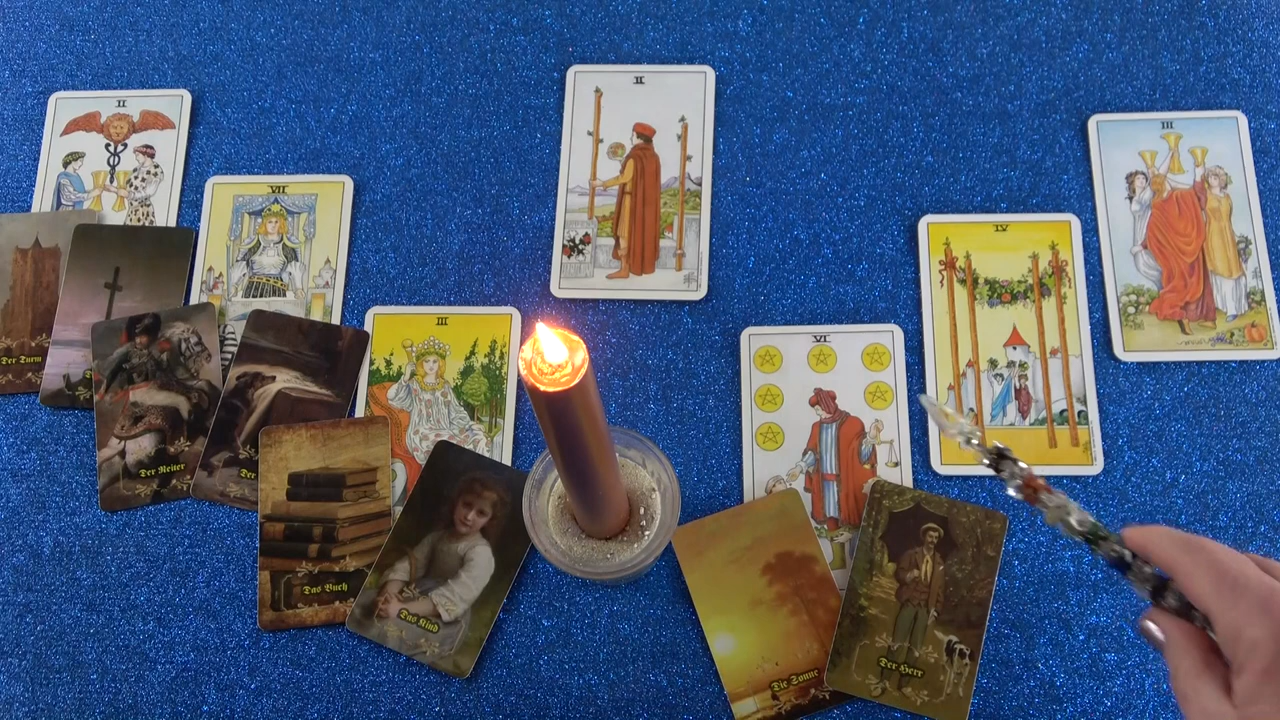 II
VII
III
II
VI
IV
III
Der Turm
Der Reiter
Der
Das Buch
Das Kind
Die Sonne
Der Herr